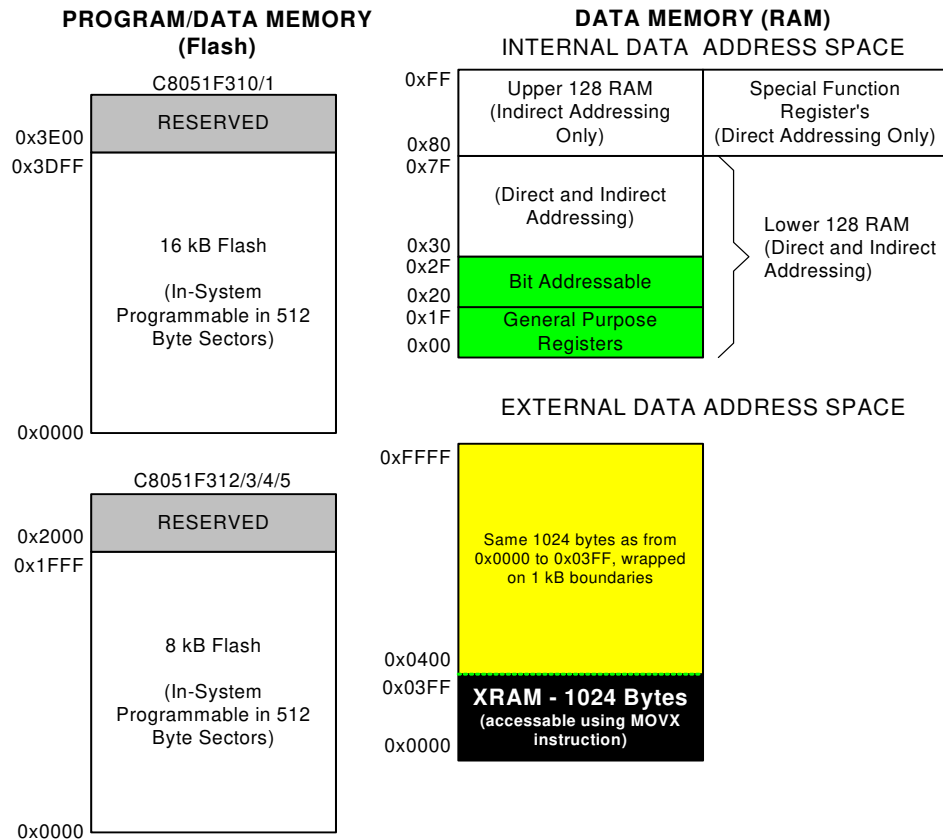 PROGRAM/DATA MEMORY
(Flash)
C8051F310/1
RESERVED
0x3E00
0x3DFF
16 kB Flash
(In-System
Programmable in 512
Byte Sectors)
0x0000
C8051F312/3/4/5
RESERVED
0x2000
0x1FFF
8 kB Flash
(In-System
Programmable in 512
Byte Sectors)
0x0000
DATA MEMORY (RAM)
INTERNAL DATA ADDRESS SPACE
0xFF
Upper 128 RAM
(Indirect Addressing
Only)
0x80
Special Function
Register's
(Direct Addressing Only)
0x7F
(Direct and Indirect
Addressing)
0x30
0x2F
Bit Addressable
0x20
0x1F
General Purpose
Registers
0x00
Lower 128 RAM
(Direct and Indirect
Addressing)
EXTERNAL DATA ADDRESS SPACE
0xFFFF
Same 1024 bytes as from
0x0000 to 0x03FF, wrapped
on 1 kB boundaries
0x0400
0x03FF
XRAM - 1024 Bytes
(accessable using MOVX
instruction)
0x0000